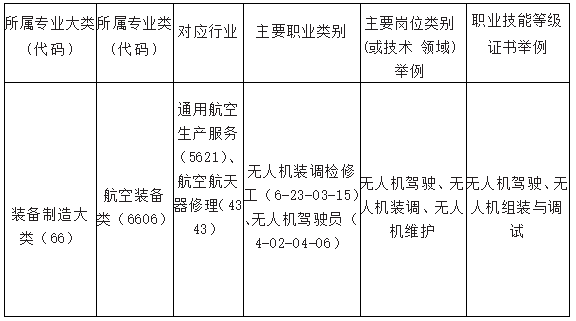 所属专业大类
(代码)
所属专业类
(代码)
对应行业
主要职业类别
主要岗位类别
(或技术 领域)
举例
职业技能等级
证书举例
装备制造大
类（66）
航空装备
类（6606）
通用航空
生产服务
（5621）、
航空航天
器修理（43
43）
无人机装调检修
工（6-23-03-15）
、无人机驾驶员（
4-02-04-06）
无人机驾驶、无
人机装调、无人
机维护
无人机驾驶、无
人机组装与调
试